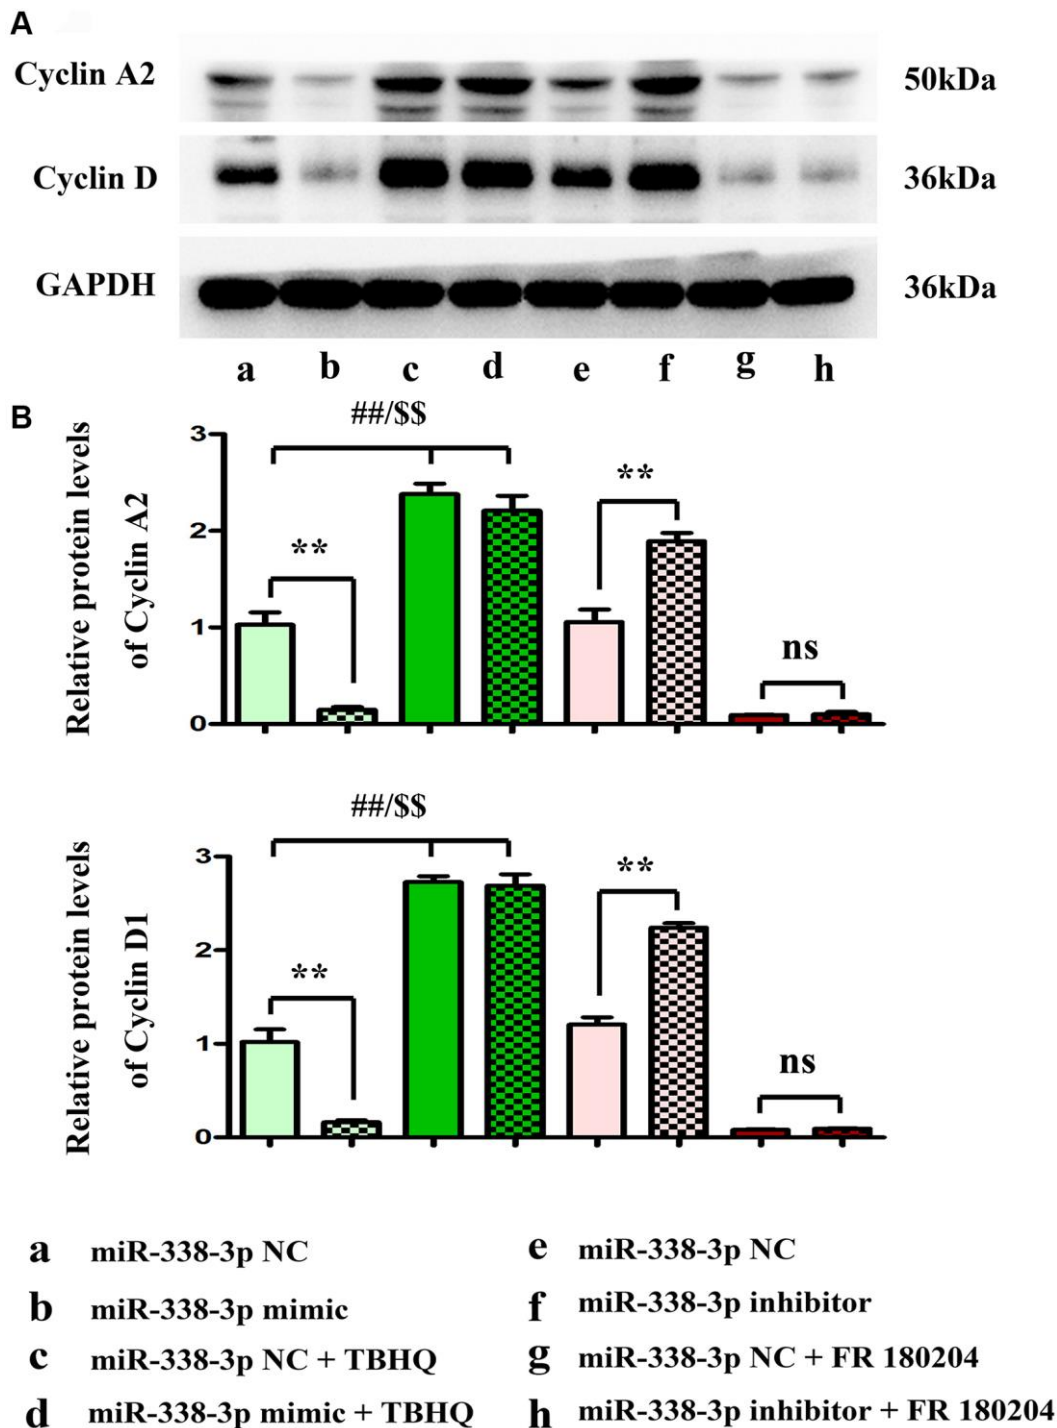 A
Cyclin A2 50kDa
Cyclin D 36kDa
GAPDH 36kDa
a b c d e f g h
B
Relative protein levels
of Cyclin A2
3
2
1
0
##/$$
**
**
ns
Relative protein levels
of Cyclin D1
3
2
1
0
##/$$
**
**
ns
a miR-338-3p NC
b miR-338-3p mimic
c miR-338-3p NC + TBHQ
d miR-338-3p mimic + TBHQ
e miR-338-3p NC
f miR-338-3p inhibitor
g miR-338-3p NC + FR 180204
h miR-338-3p inhibitor + FR 180204